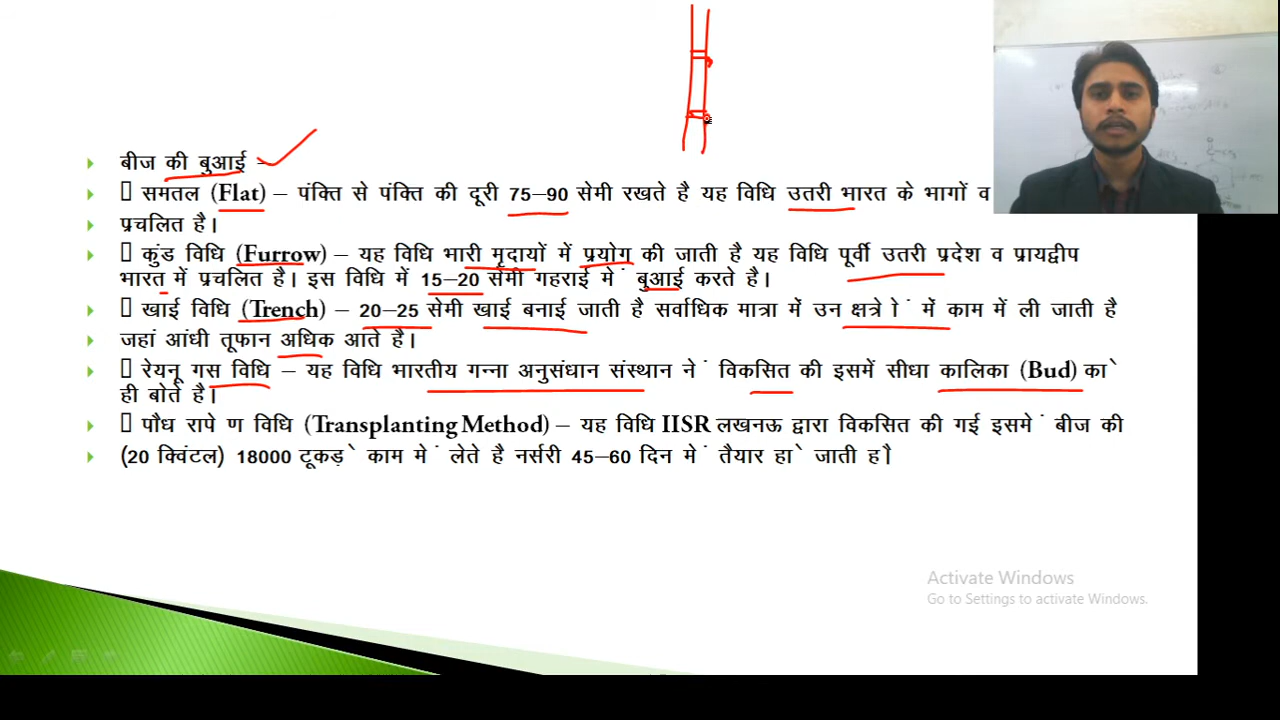 बीज की बुआई –
समतल (Flat) – पंक्ति से पंक्ति की दूरी 75–90 सेमी रखते है यह विधि उतरी भारत के भागों व
प्रचलित है।
कुंड विधि (Furrow) – यह विधि भारी मृदायों में प्रयोग की जाती है यह विधि पूर्वी उतरी प्रदेश व प्रायद्वीप
भारत में प्रचलित है। इस विधि में 15–20 सेमी गहराई मे ं बुआई करते है।
खाई विधि (Trench) – 20–25 सेमी खाई बनाई जाती है सर्वाधिक मात्रा में उन क्षत्रे ो ं में काम में ली जाती है
जहां आंधी तूफान अधिक आते है।
रेयनू गस विधि – यह विधि भारतीय गन्ना अनुसंधान संस्थान ने ं विकसित की इसमें सीधा कालिका (Bud) का े
ही बोते है।
पौध रापे ण विधि (Transplanting Method) – यह विधि IISR लखनऊ द्वारा विकसित की गई इसमे ं बीज की
(20 क्विंटल) 18000 टूकड़ े काम मे ं लेते है नर्सरी 45–60 दिन मे ं तैयार हा े जाती ह ै।
Activate Windows
Go to Settings to activate Windows.